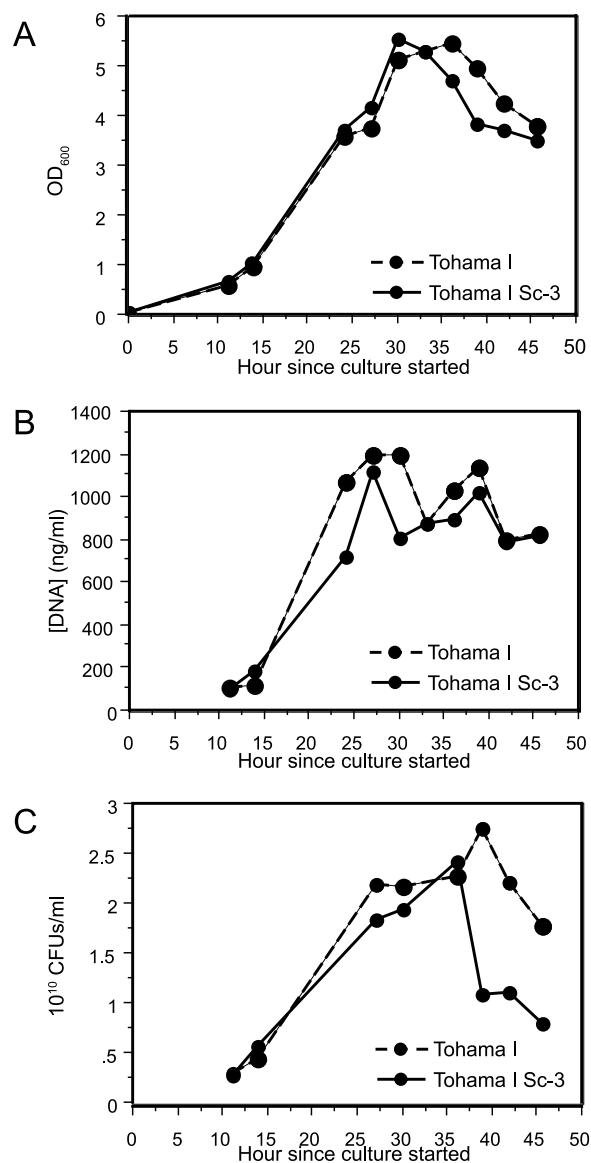 A
6
5
4
3
2
1
0
OD600
Tohama I
Tohama I Sc-3
0 5 10 15 20 25 30 35 40 45 50
Hour since culture started
B
1400
1200
1000
800
600
400
200
0
[DNA] (ng/ml)
Tohama I
Tohama I Sc-3
0 5 10 15 20 25 30 35 40 45 50
Hour since culture started
C
3
2.5
2
1.5
1
.5
0
10¹⁰ CFUs/ml
Tohama I
Tohama I Sc-3
0 5 10 15 20 25 30 35 40 45 50
Hour since culture started